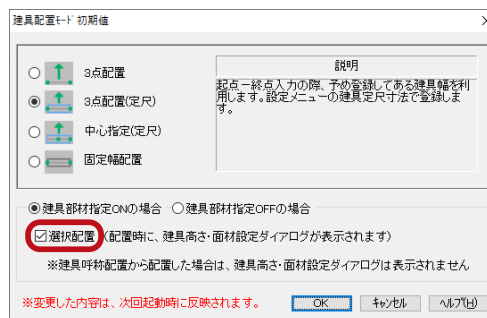 建具配置ﾓｰﾄﾞ 初期値
3点配置
3点配置(定尺)
中心指定(定尺)
固定幅配置
説明
起点－終点入力の際、予め登録してある建具幅を利
用します。設定メニューの建具定尺寸法で登録しま
す。
建具部材指定ONの場合 建具部材指定OFFの場合
選択配置 (配置時に、建具高さ・面材設定ダイアログが表示されます)
※建具呼称配置から配置した場合は、建具高さ・面材設定ダイアログは表示されません
※変更した内容は、次回起動時に反映されます。 OK ｷｬﾝｾﾙ ﾍﾙﾌﾟ(H)